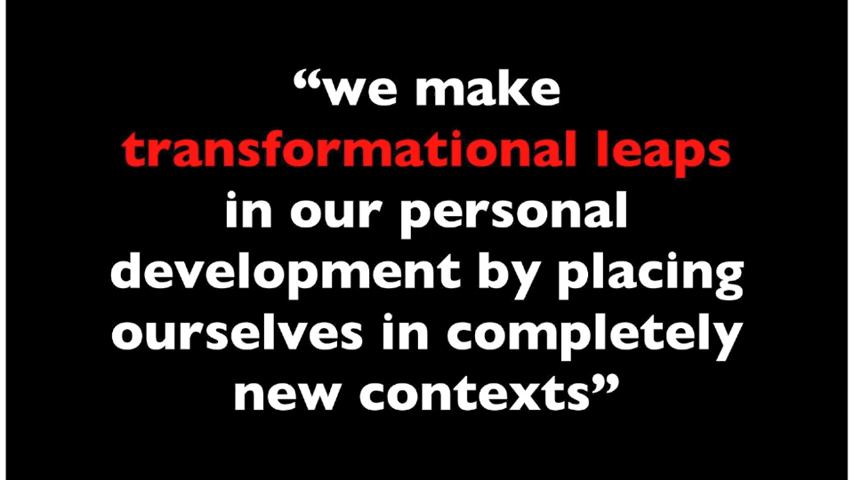 “we make
transformational leaps
in our personal
development by placing
ourselves in completely
new contexts”